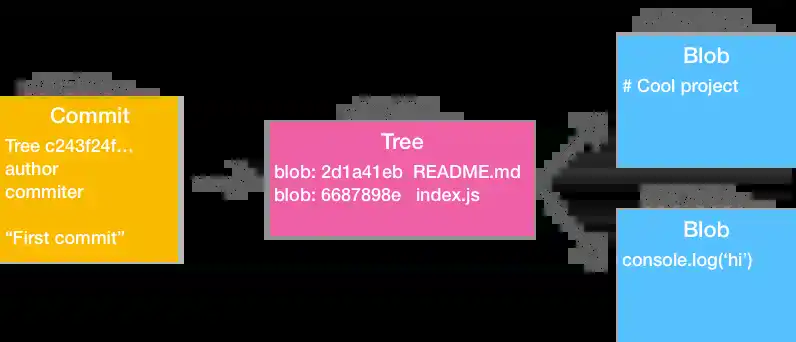 Commit
Tree c243f24f...
author
commiter
“First commit”
Tree
blob: 2d1a41eb README.md
blob: 6687898e index.js
Blob
# Cool project
Blob
console.log(‘hi’)